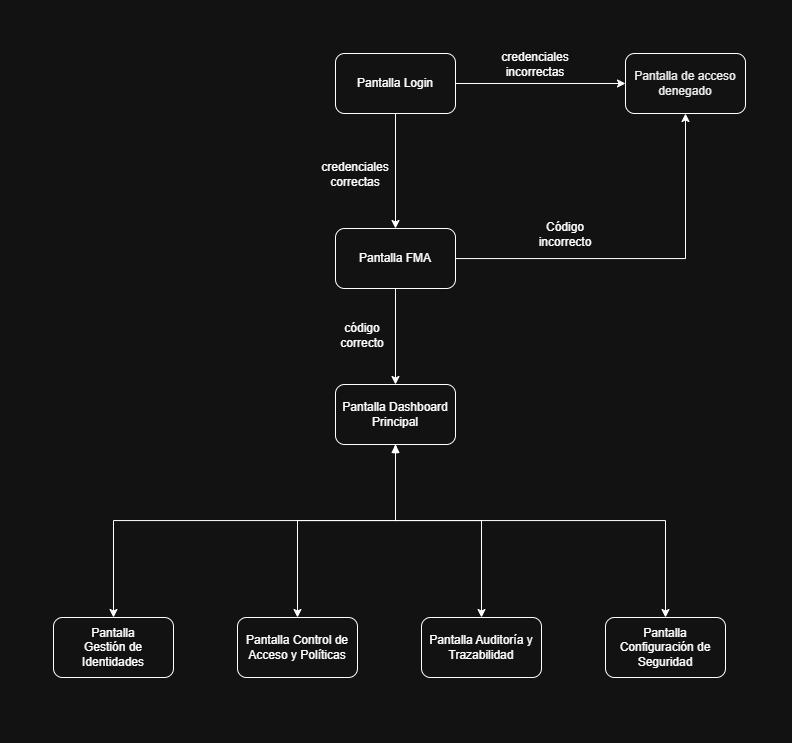 credenciales
incorrectas
Pantalla Login
Pantalla de acceso
denegado
credenciales
correctas
Código
incorrecto
Pantalla FMA
código
correcto
Pantalla Dashboard
Principal
Pantalla
Gestión de
Identidades
Pantalla Control de
Acceso y Políticas
Pantalla Auditoría y
Trazabilidad
Pantalla
Configuración de
Seguridad